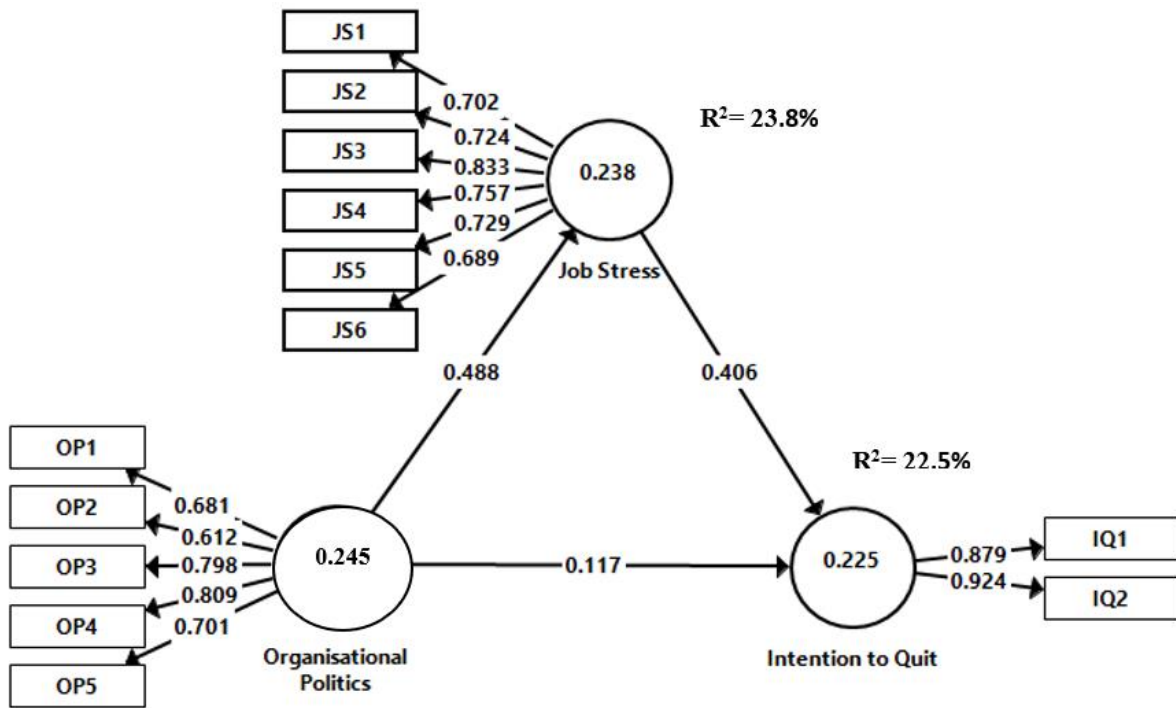 JS1
JS2
JS3
JS4
JS5
JS6
0.702
0.724
0.833
0.757
0.729
0.689
0.238
Job Stress
R²= 23.8%
0.488
0.406
R²= 22.5%
OP1
OP2
OP3
OP4
OP5
0.681
0.612
0.798
0.809
0.701
0.245
Organisational
Politics
0.117
0.225
Intention to Quit
0.879
0.924
IQ1
IQ2